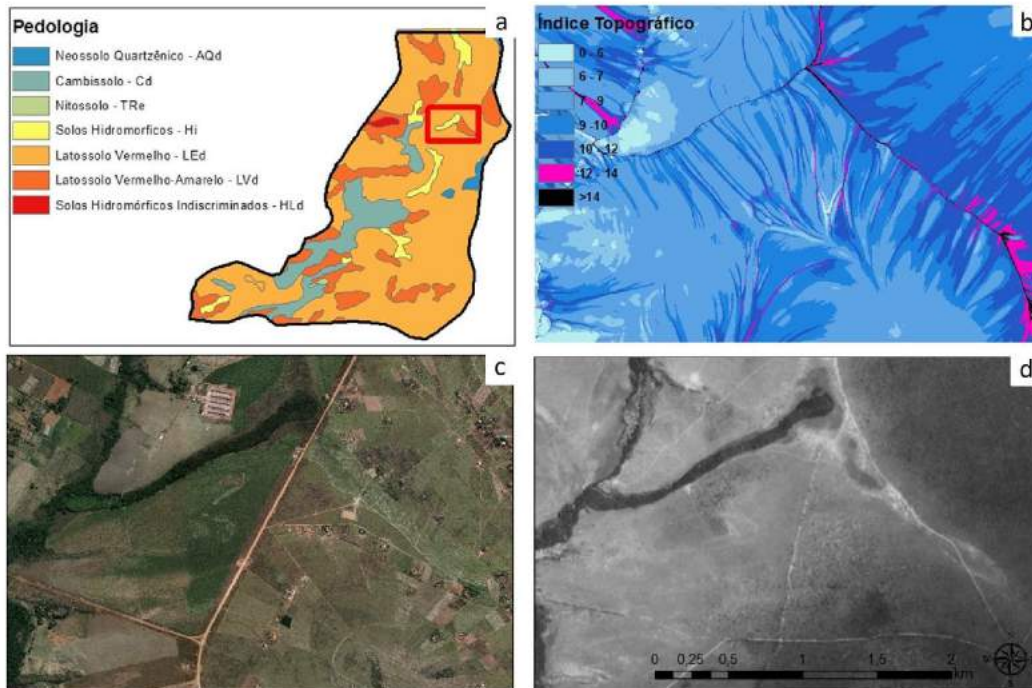 Pedologia
a
Neossolo Quartzênico - AQd
Cambissolo - Cd
Nitossolo - TRe
Solos Hidromorficos - Hi
Latossolo Vermelho - LEd
Latossolo Vermelho-Amarelo - LVd
Solos Hidromórficos Indiscriminados - HLd
Índice Topográfico
b
0 - 6
6 - 7
7 - 9
9 - 10
10 - 12
12 - 14
>14
c
d
0 0,25 0,5 1 1,5 2
km